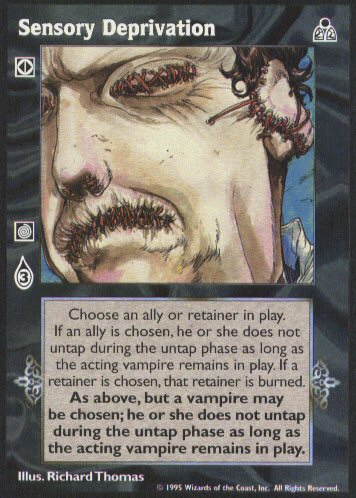 Sensory Deprivation
3
Choose an ally or retainer in play.
If an ally is chosen, he or she does not
untap during the untap phase as long as
the acting vampire remains in play. If a
retainer is chosen, that retainer is burned.
As above, but a vampire may
be chosen; he or she does not untap
during the untap phase as long as
the acting vampire remains in play.
Illus. Richard Thomas
© 1995 Wizards of the Coast, Inc. All Rights Reserved.